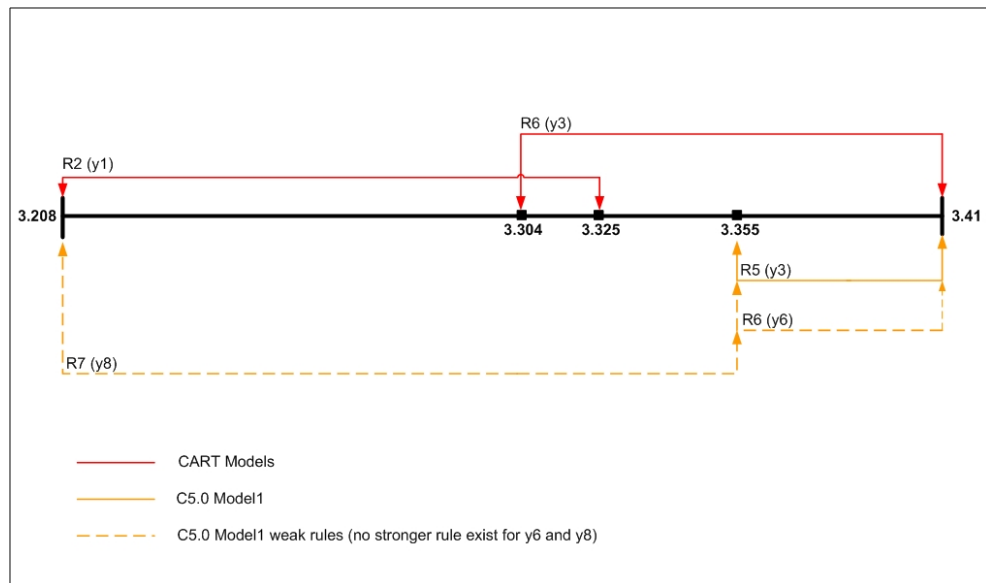 R6 (y3)
R2 (y1)
3.208
3.41
3.304
3.325
3.355
R5 (y3)
R6 (y6)
R7 (y8)
CART Models
C5.0 Model1
C5.0 Model1 weak rules (no stronger rule exist for y6 and y8)